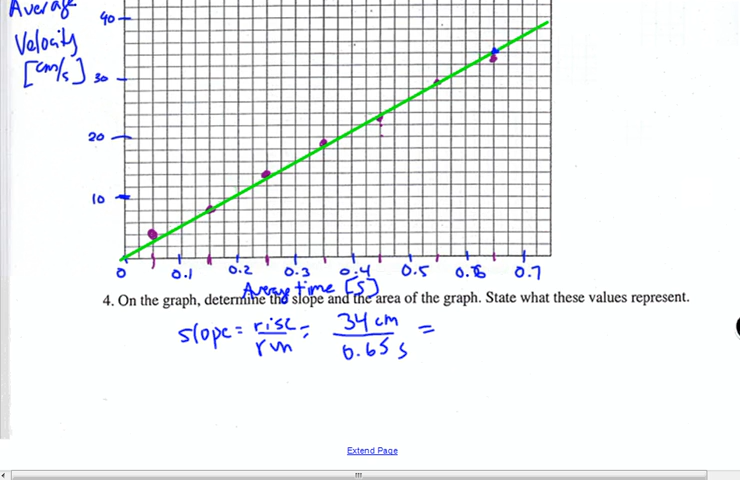 Average
40
Velocity
[cm/s]
30
20
10
0 0.1 0.2 0.3 0.4 0.5 0.6 0.7
Average time [s]
4. On the graph, determine the slope and the area of the graph. State what these values represent.
slope = rise/run = 34 cm/0.65 s =
Extend Page